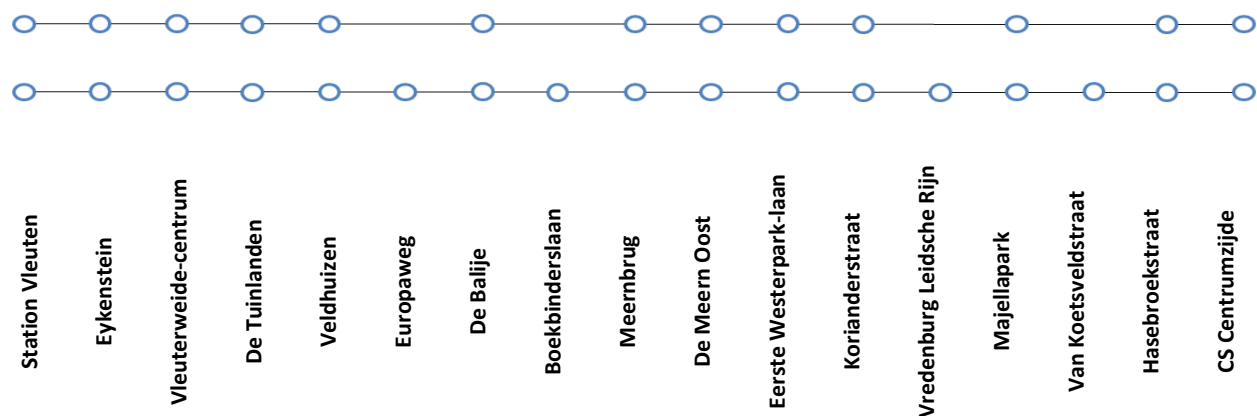 Station Vleuten
Eykenstein
Vleuterweide-centrum
De Tuinlanden
Veldhuizen
Europaweg
De Balije
Boekbinderslaan
Meernbrug
De Meern Oost
Eerste Westerpark-laan
Korianderstraat
Vredenburg Leidsche Rijn
Majellapark
Van Koetsveldstraat
Hasebroekstraat
CS Centrumzijde